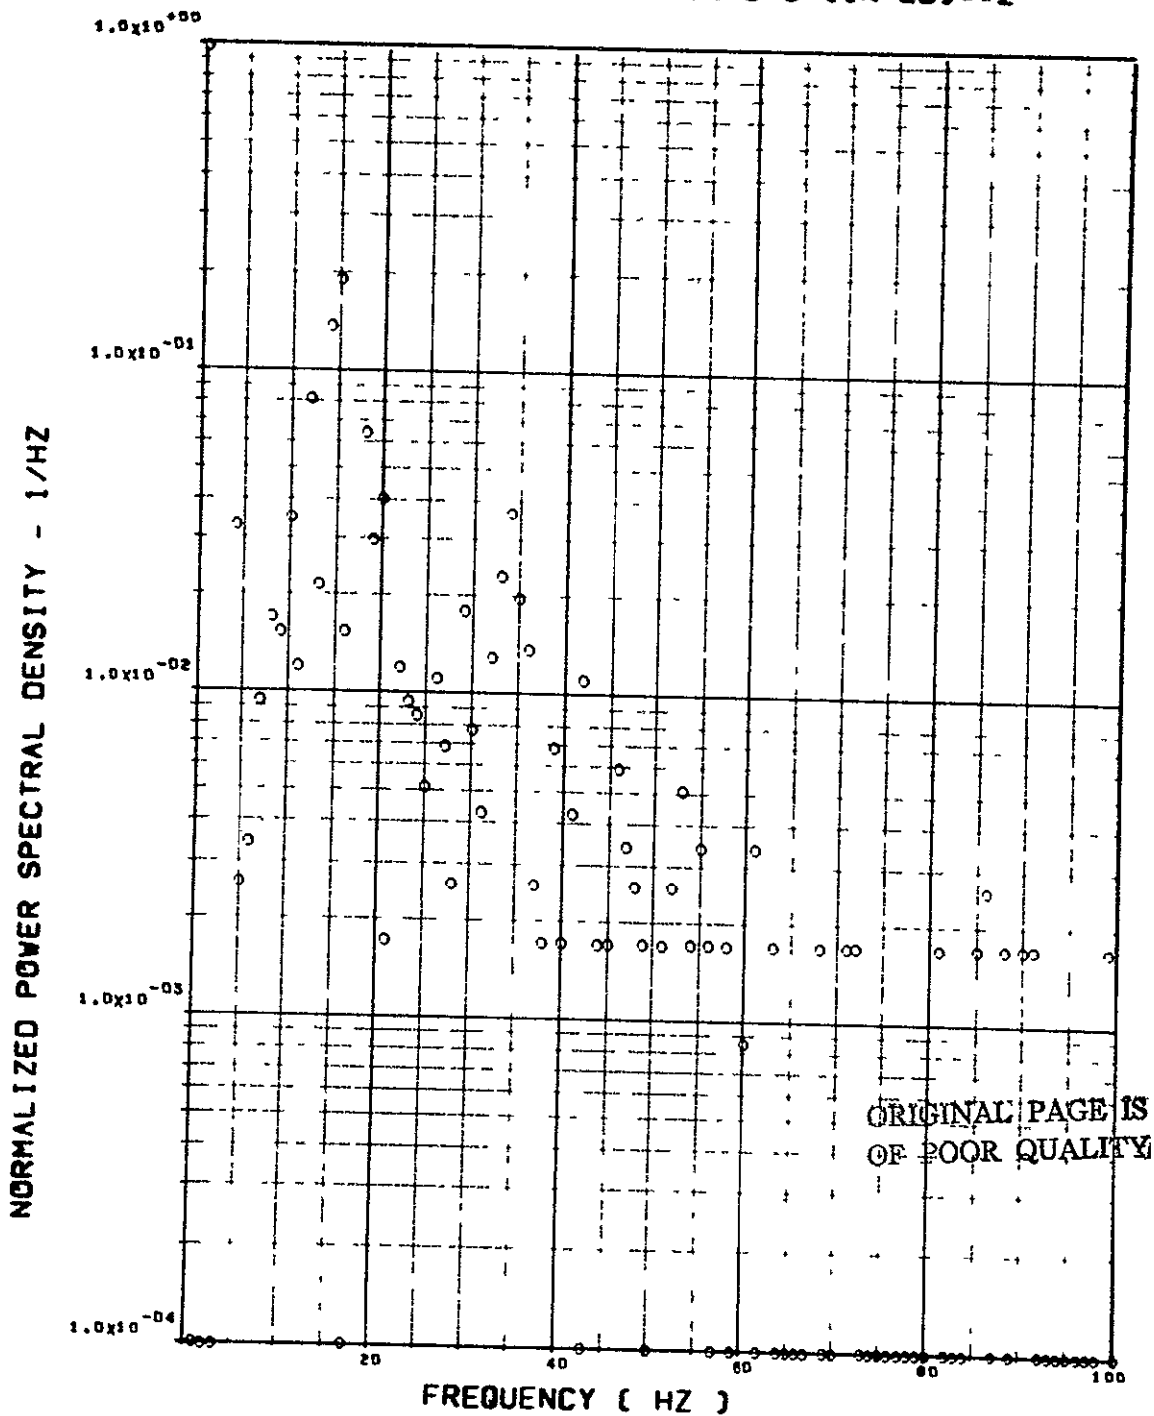 1.0x10+00
1.0x10-01
1.0x10-02
1.0x10-03
1.0x10-04
NORMALIZED POWER SPECTRAL DENSITY - 1/HZ
ORIGINAL PAGE IS
OF POOR QUALITY
20 40 60 80 100
FREQUENCY ( HZ )